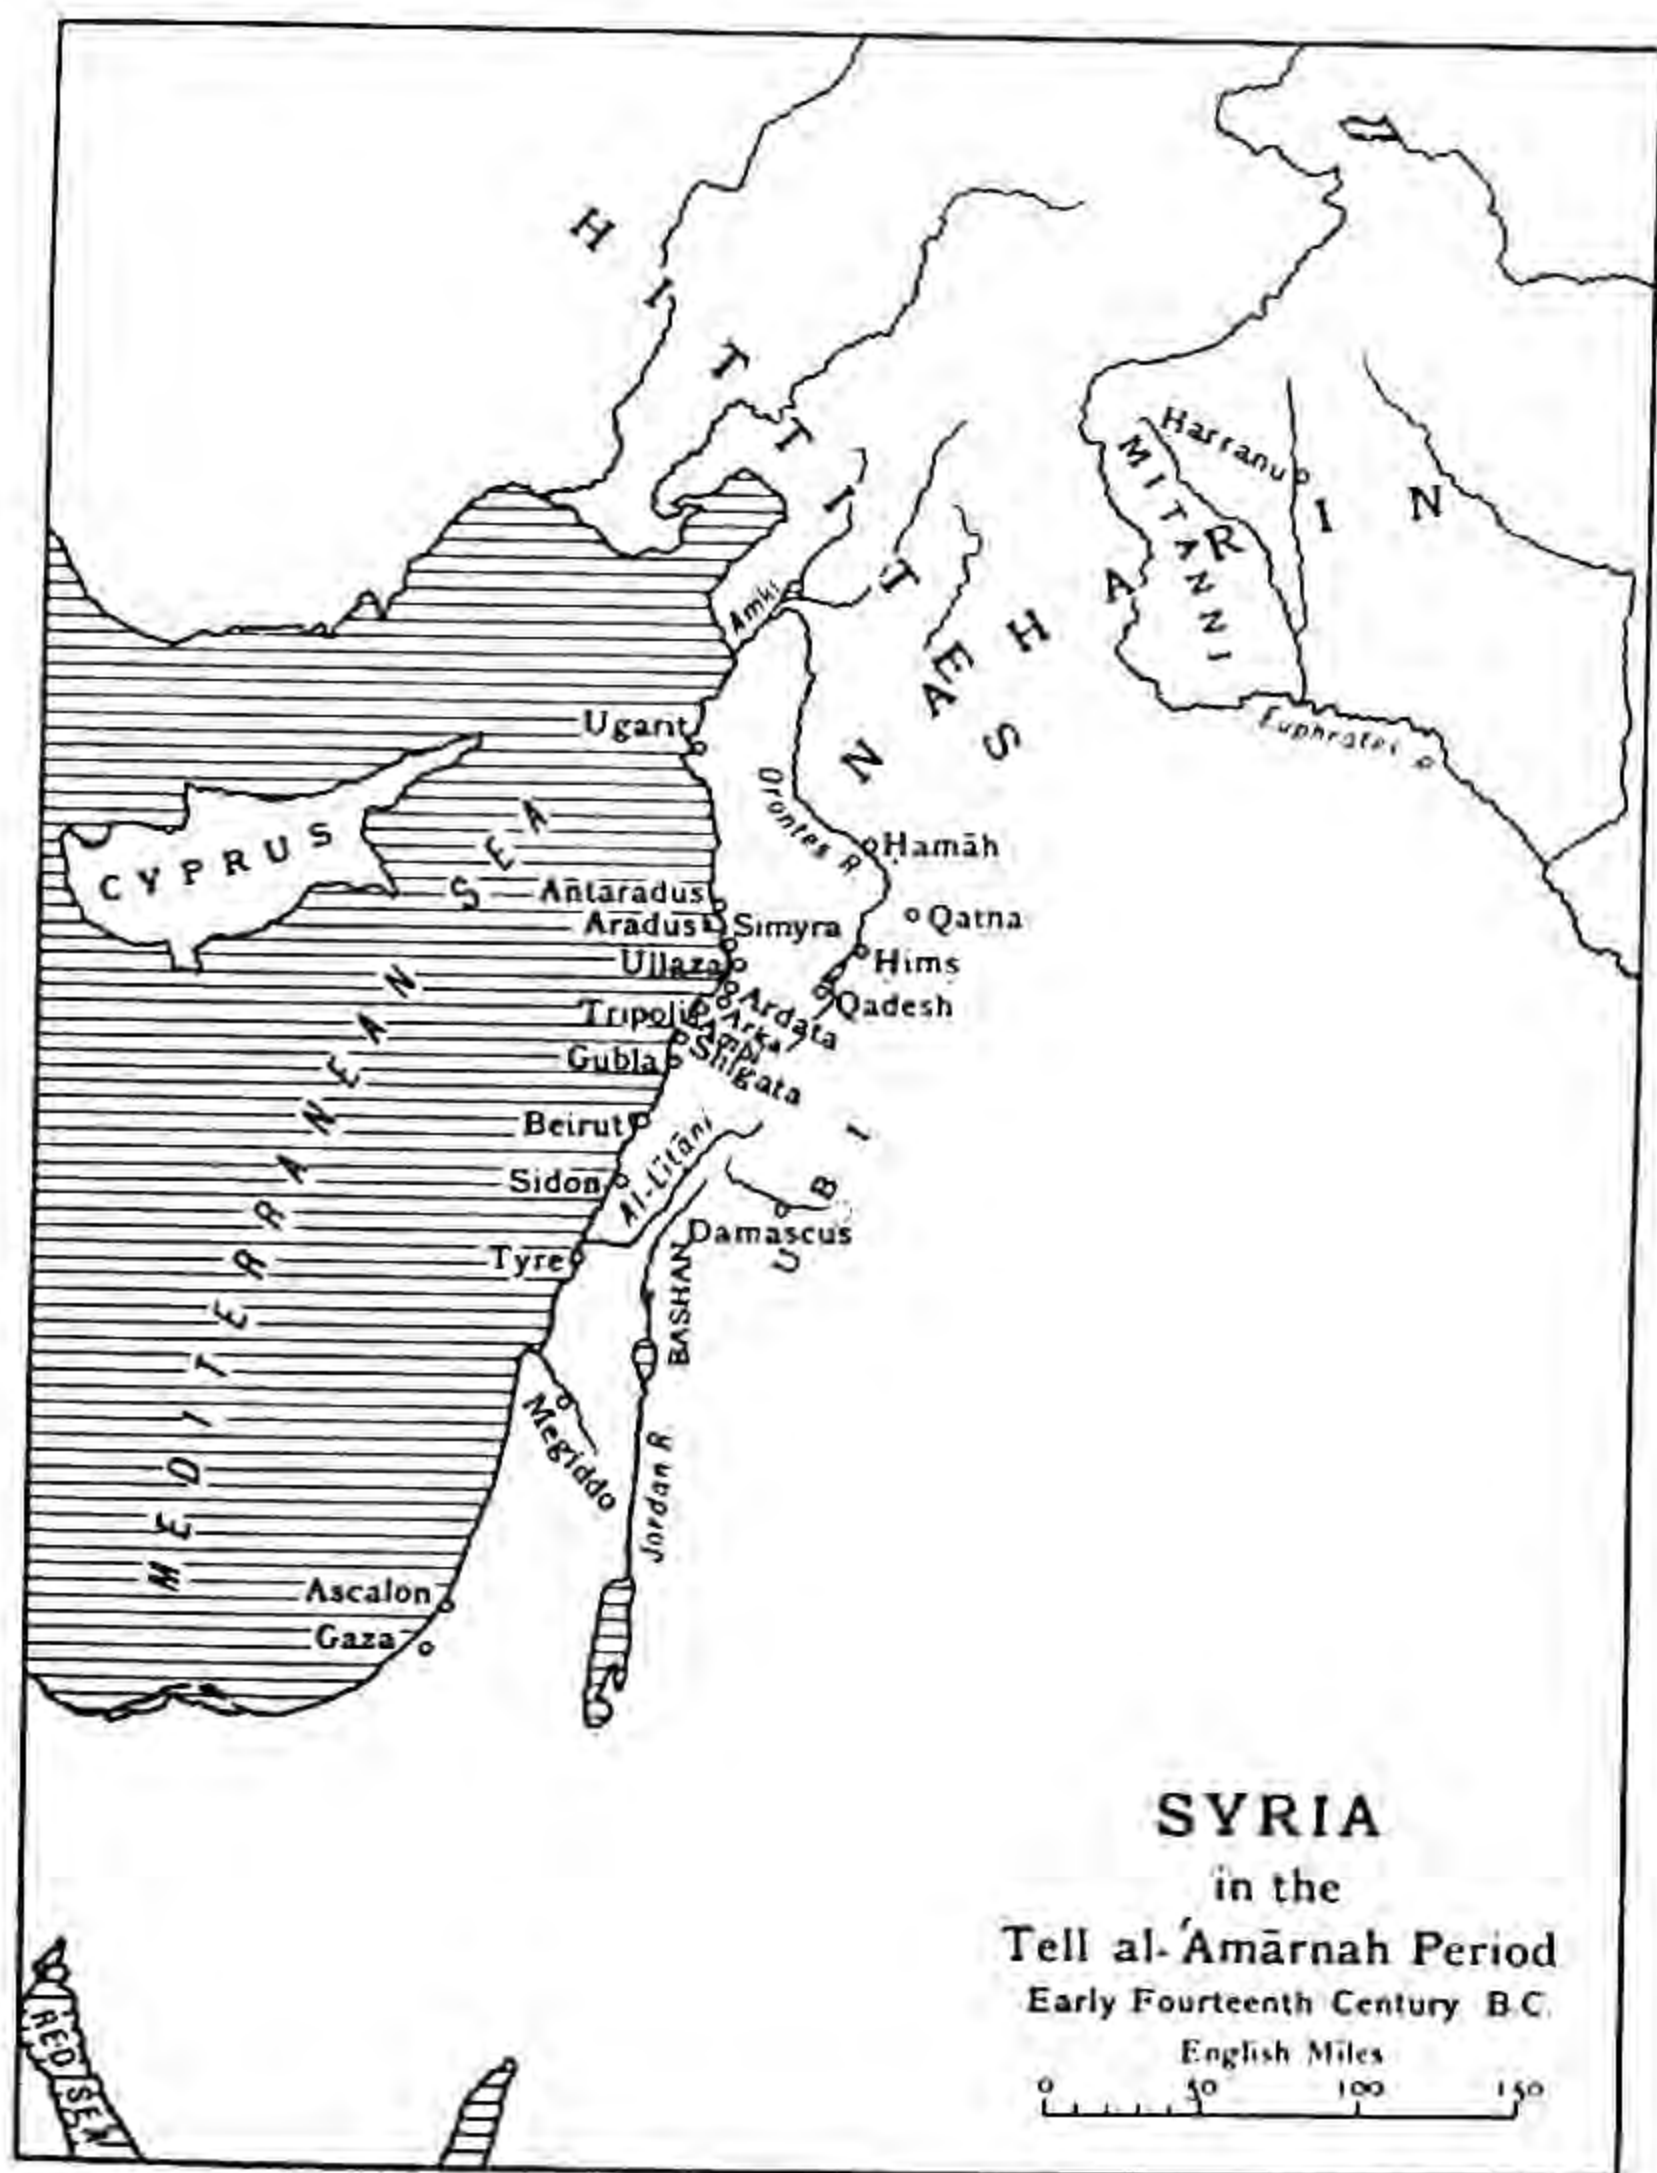 HITTITES
Harranu
MITANNI
NAHARIN
Amki
Ugarit
Euphrates
Orontes R
CYPRUS
MEDITERRANEAN SEA
Hamāh
Antaradus
Aradus
Simyra
Qatna
Ullaza
Hims
Tripoli
Ardata
Qadesh
Arka
Ampi
Shigata
Gubla
Beirut
Al-Lītāni
UBI
Sidon
Damascus
Tyre
BASHAN
Megiddo
Jordan R
Ascalon
Gaza
SYRIA
in the
Tell al-ʿAmārnah Period
Early Fourteenth Century B.C.
English Miles
0 50 100 150
RED SEA